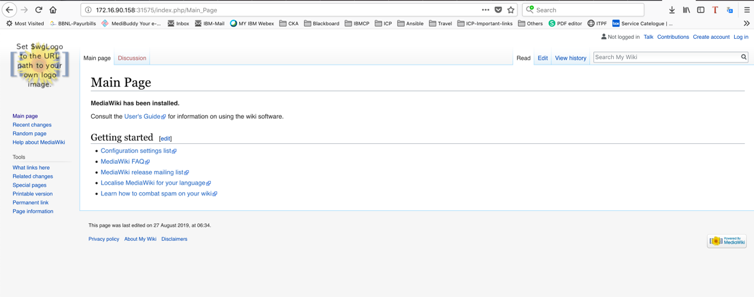 172.16.90.158:31575/index.php/Main_Page
Search
Most Visited BBNL-Payurbills MediBuddy Your e-... Inbox IBM-Mail MY IBM Webex CKA Blackboard IBMCP ICP Ansible Travel ICP-important-links Others PDF editor ITPF Service Catalogue | ...
Not logged in Talk Contributions Create account Log in
Set $wgLogo
to the URL
path to your
own logo
image.
Main page Discussion
Read Edit View history
Search My Wiki
Main Page
MediaWiki has been installed.
Consult the User's Guide for information on using the wiki software.
Getting started [edit]
• Configuration settings list
• MediaWiki FAQ
• MediaWiki release mailing list
• Localise MediaWiki for your language
• Learn how to combat spam on your wiki
Main page
Recent changes
Random page
Help about MediaWiki
Tools
What links here
Related changes
Special pages
Printable version
Permanent link
Page information
This page was last edited on 27 August 2019, at 06:34.
Privacy policy About My Wiki Disclaimers
Powered By
MediaWiki